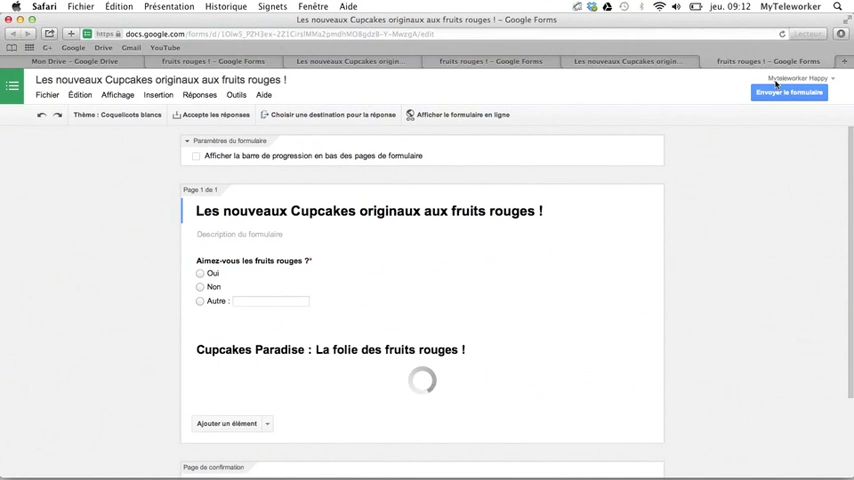 Safari Fichier Édition Présentation Historique Signets Fenêtre Aide jeu. 09:12 MyTeleworker
Les nouveaux Cupcakes originaux aux fruits rouges ! – Google Forms
https docs.google.com/forms/d/ /edit Lecteur
G+ Google Drive Gmail YouTube
Mon Drive – Google Drive fruits rouges ! – Google Forms Les nouveaux Cupcakes origin... fruits rouges ! – Google Forms Les nouveaux Cupcakes origin... fruits rouges ! – Google Forms
Les nouveaux Cupcakes originaux aux fruits rouges !
Myteleworker Happy
Fichier Édition Affichage Insertion Réponses Outils Aide
Envoyer le formulaire
Thème : Coquelicots blancs Accepte les réponses Choisir une destination pour la réponse Afficher le formulaire en ligne
Paramètres du formulaire
Afficher la barre de progression en bas des pages de formulaire
Page 1 de 1
Les nouveaux Cupcakes originaux aux fruits rouges !
Description du formulaire
Aimez-vous les fruits rouges ?*
Oui
Non
Autre :
Cupcakes Paradise : La folie des fruits rouges !
Ajouter un élément
Page de confirmation